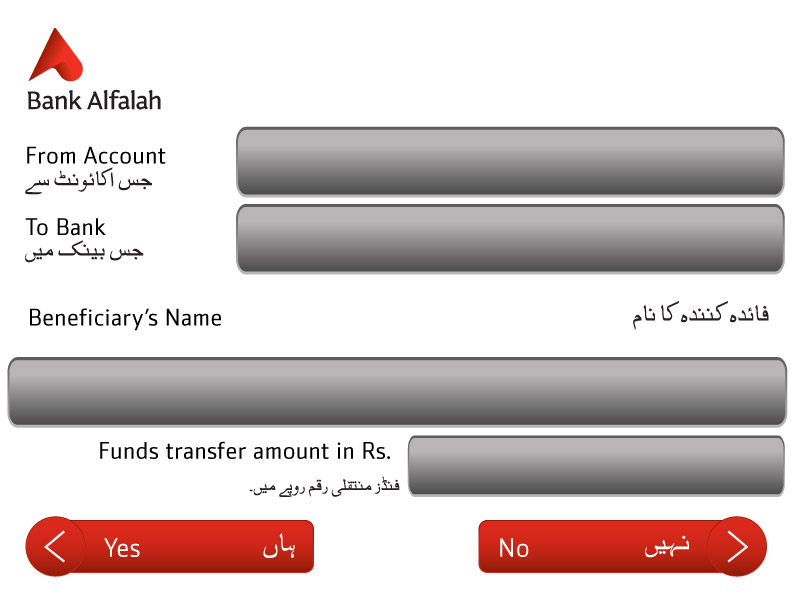 Bank Alfalah
From Account
جس اکائونٹ سے
To Bank
جس بینک میں
Beneficiary's Name
فائدہ کنندہ کا نام
Funds transfer amount in Rs.
فنڈز منتقلی رقم روپے میں۔
Yes ہاں
No نہیں